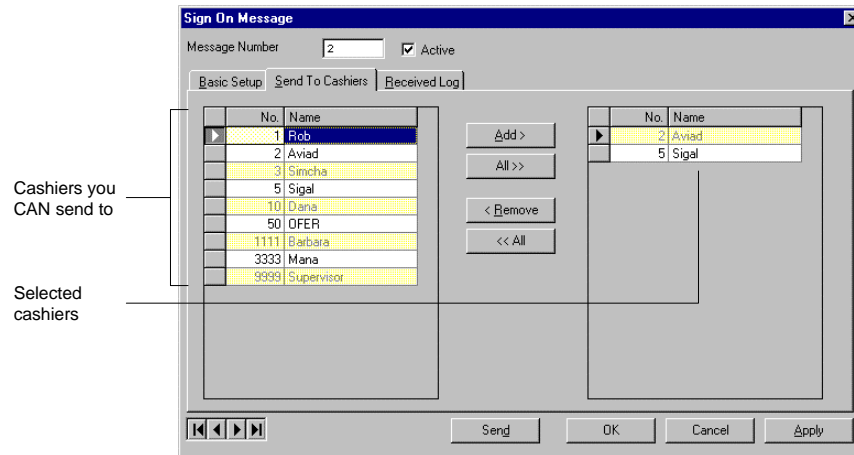 Sign On Message
Message Number 2 Active
Basic Setup Send To Cashiers Received Log
No. Name
1 Rob
2 Aviad
3 Simcha
5 Sigal
10 Dana
50 OFER
1111 Barbara
3333 Mana
9999 Supervisor
Add >
All >>
< Remove
<< All
No. Name
2 Aviad
5 Sigal
Cashiers you
CAN send to
Selected
cashiers
Send OK Cancel Apply